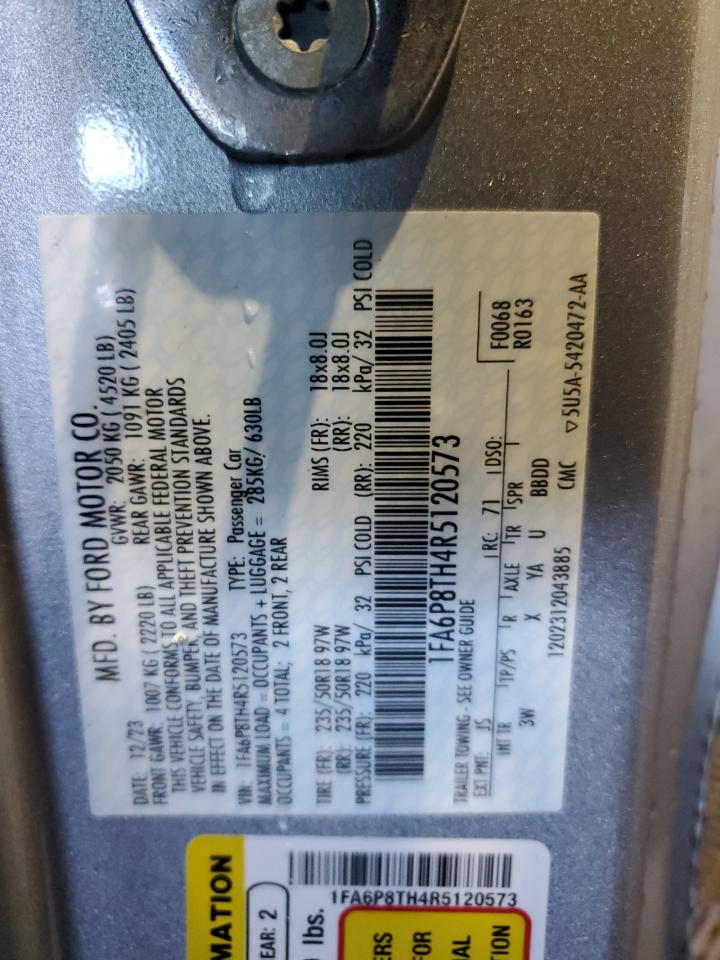 MFD. BY FORD MOTOR CO.
DATE: 12/23 GVWR: 2050 KG ( 4520 LB)
FRONT GAWR: 1007 KG ( 2220 LB) REAR GAWR: 1091 KG ( 2405 LB)
THIS VEHICLE CONFORMS TO ALL APPLICABLE FEDERAL MOTOR
VEHICLE SAFETY, BUMPER, AND THEFT PREVENTION STANDARDS
IN EFFECT ON THE DATE OF MANUFACTURE SHOWN ABOVE.
VIN: 1FA6P8TH4R5120573 TYPE: Passenger Car
MAXIMUM LOAD = OCCUPANTS + LUGGAGE = 285KG/ 630LB
OCCUPANTS = 4 TOTAL; 2 FRONT, 2 REAR
TIRE (FR): 235/50R18 97W RIMS (FR): 18x8.0J
(RR): 235/50R18 97W (RR): 18x8.0J
PRESSURE (FR): 220 kPa/ 32 PSI COLD (RR): 220 kPa/ 32 PSI COLD
1FA6P8TH4R5120573
TRAILER TOWING - SEE OWNER GUIDE
EXT PNT: JS RC: 71 DSO:
F0068
R0163
INT TR TP/PS R AXLE TR SPR
3W X YA U BBDD
1202312043885 CMC ▽5U5A-5420472-AA
MATION
EAR: 2
lbs.
1FA6P8TH4R5120573
ERS
FOR
AL
TION